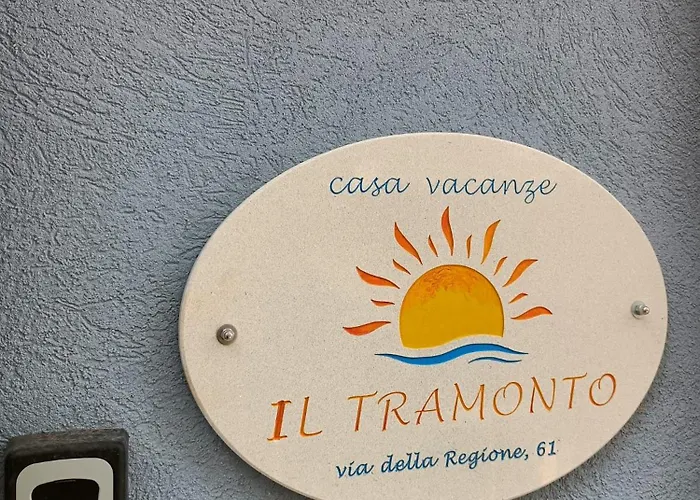 casa vacanze
IL TRAMONTO
via della Regione, 61